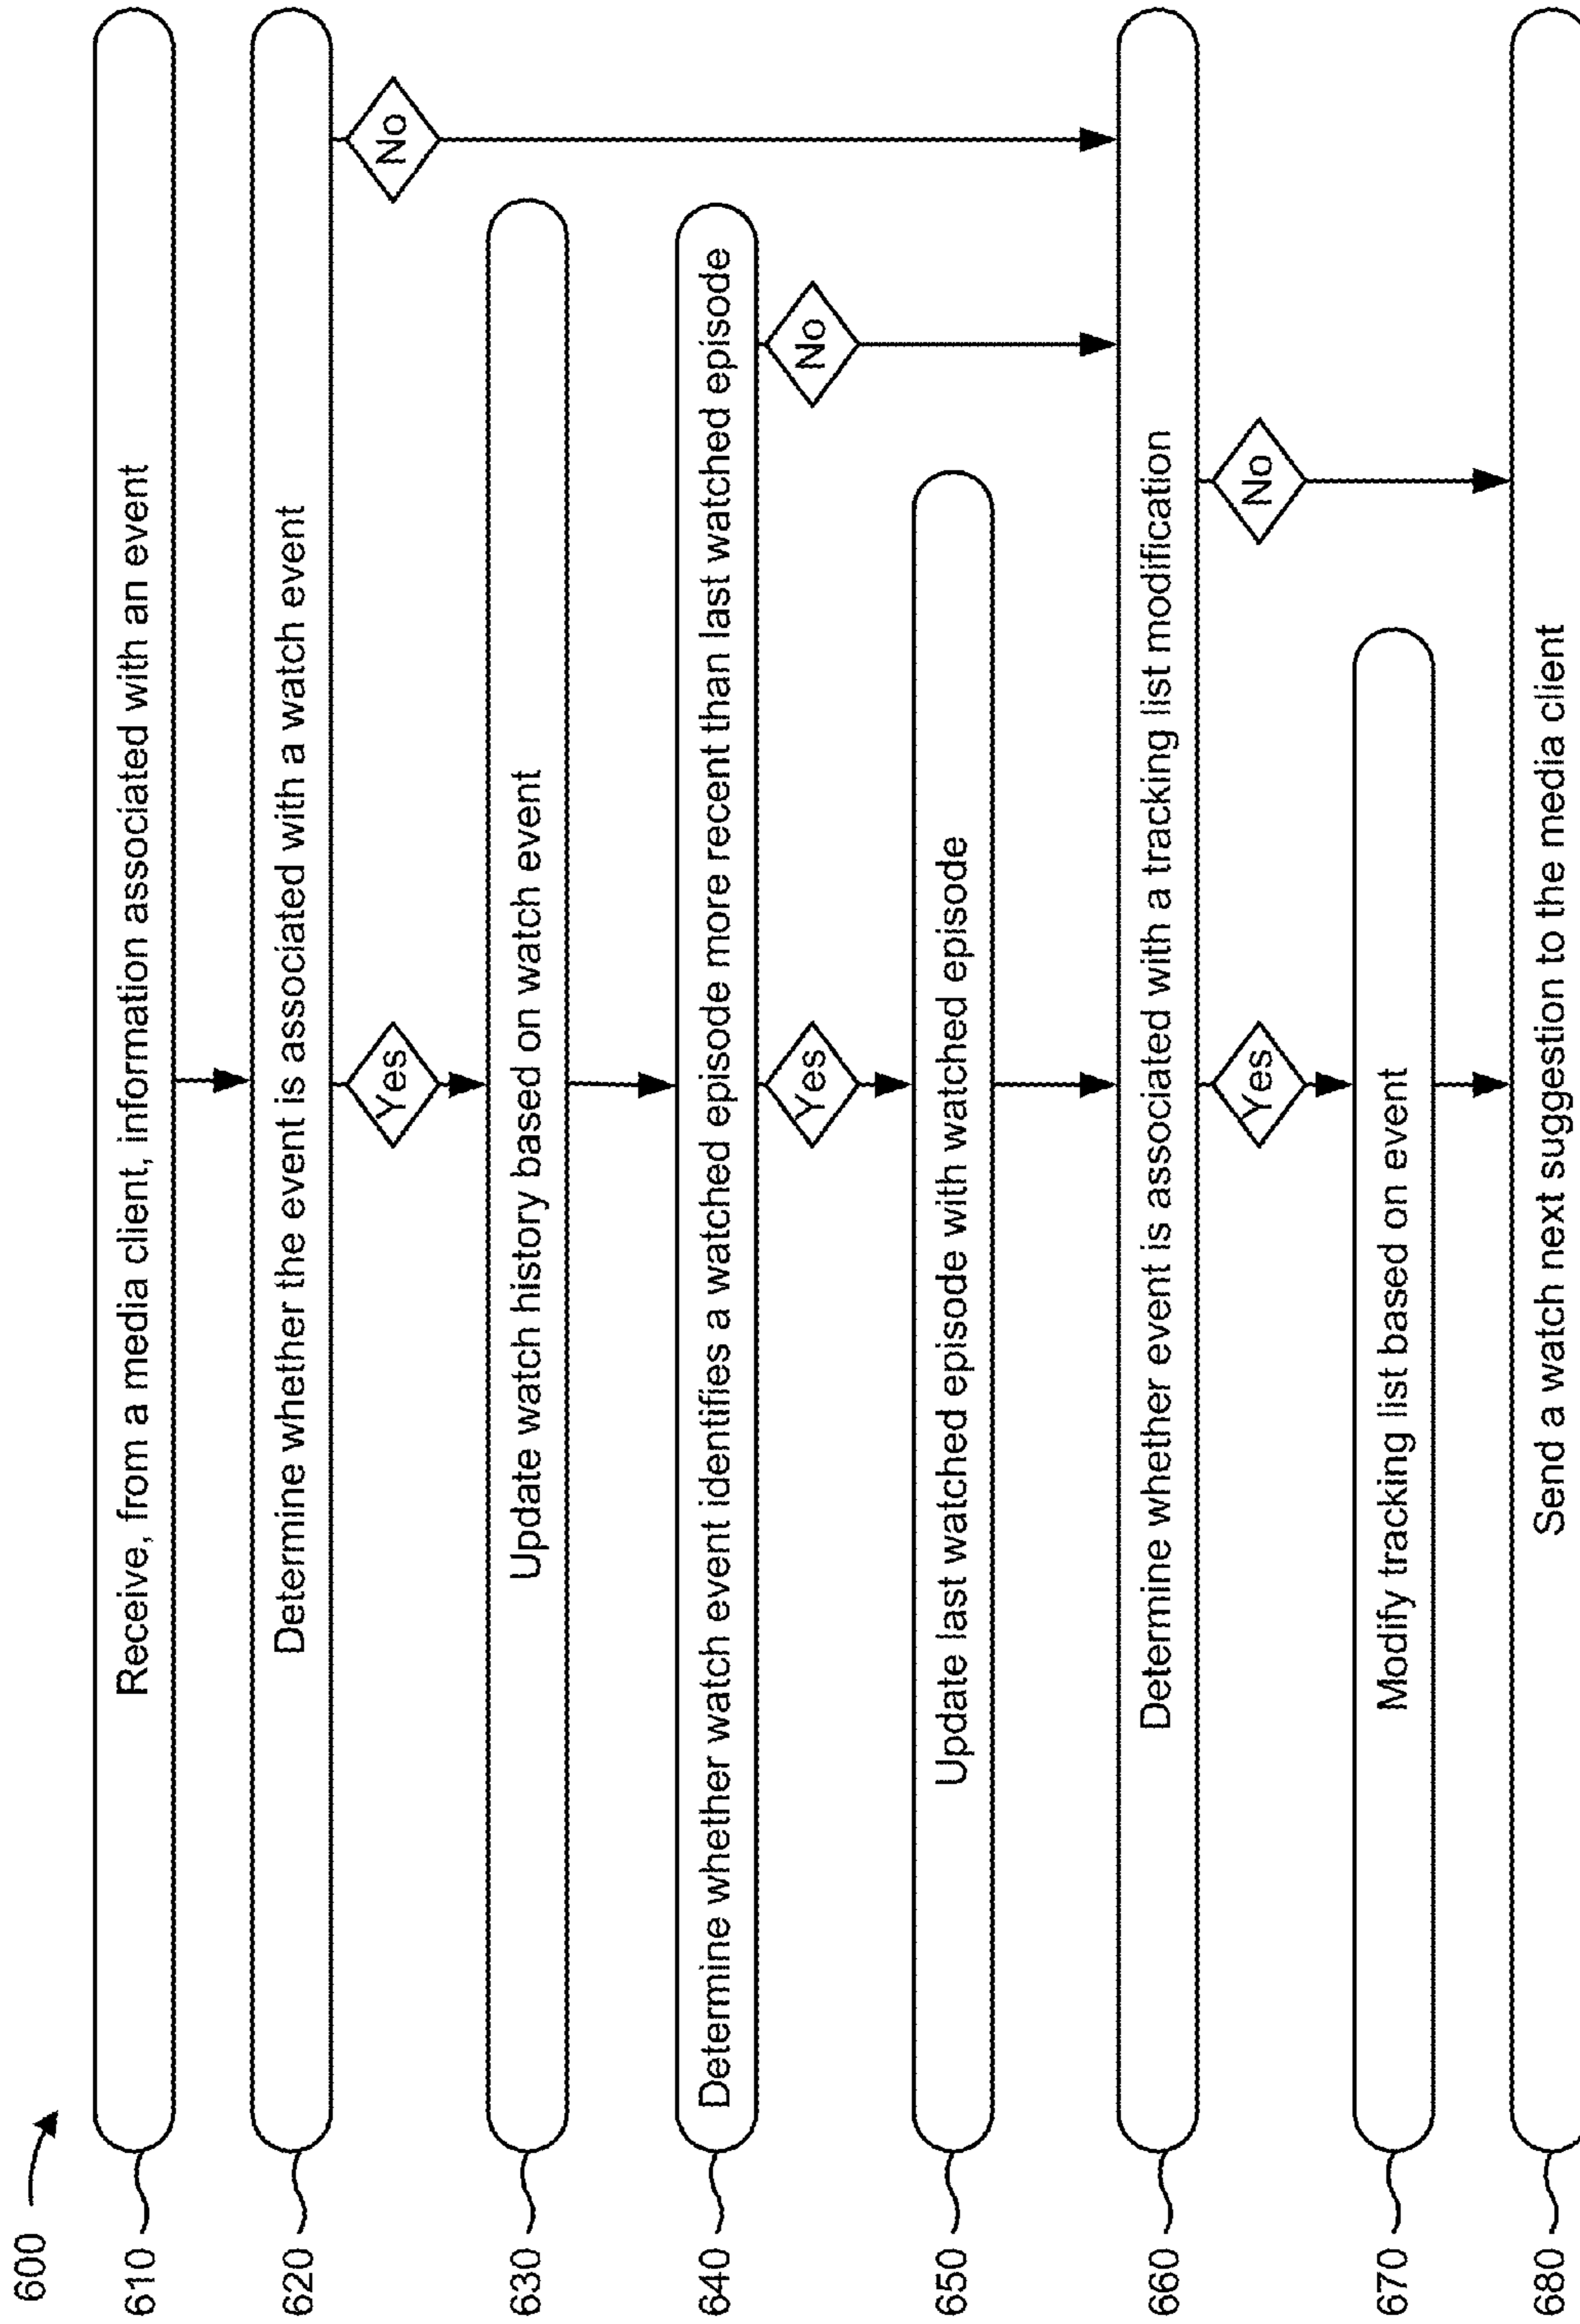 600
610
Receive, from a media client, information associated with an event
620
Determine whether the event is associated with a watch event
Yes
No
630
Update watch history based on watch event
640
Determine whether watch event identifies a watched episode more recent than last watched episode
Yes
No
650
Update last watched episode with watched episode
660
Determine whether event is associated with a tracking list modification
Yes
No
670
Modify tracking list based on event
680
Send a watch next suggestion to the media client